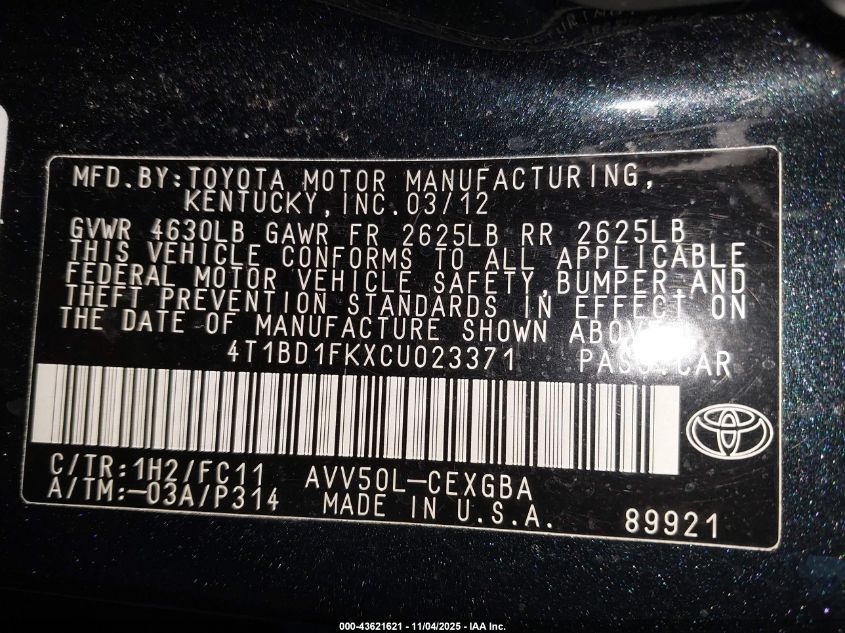 MFD.BY:TOYOTA MOTOR MANUFACTURING,
KENTUCKY,INC.03/12
GVWR 4630LB GAWR FR 2625LB RR 2625LB
THIS VEHICLE CONFORMS TO ALL APPLICABLE
FEDERAL MOTOR VEHICLE SAFETY,BUMPER AND
THEFT PREVENTION STANDARDS IN EFFECT ON
THE DATE OF MANUFACTURE SHOWN ABOVE.
4T1BD1FKXCU023371 PASS.CAR
C/TR:1H2/FC11 AVV50L-CEXGBA
A/TM:-03A/P314 MADE IN U.S.A. 89921
000-43621621 - 11/04/2025 - IAA Inc.